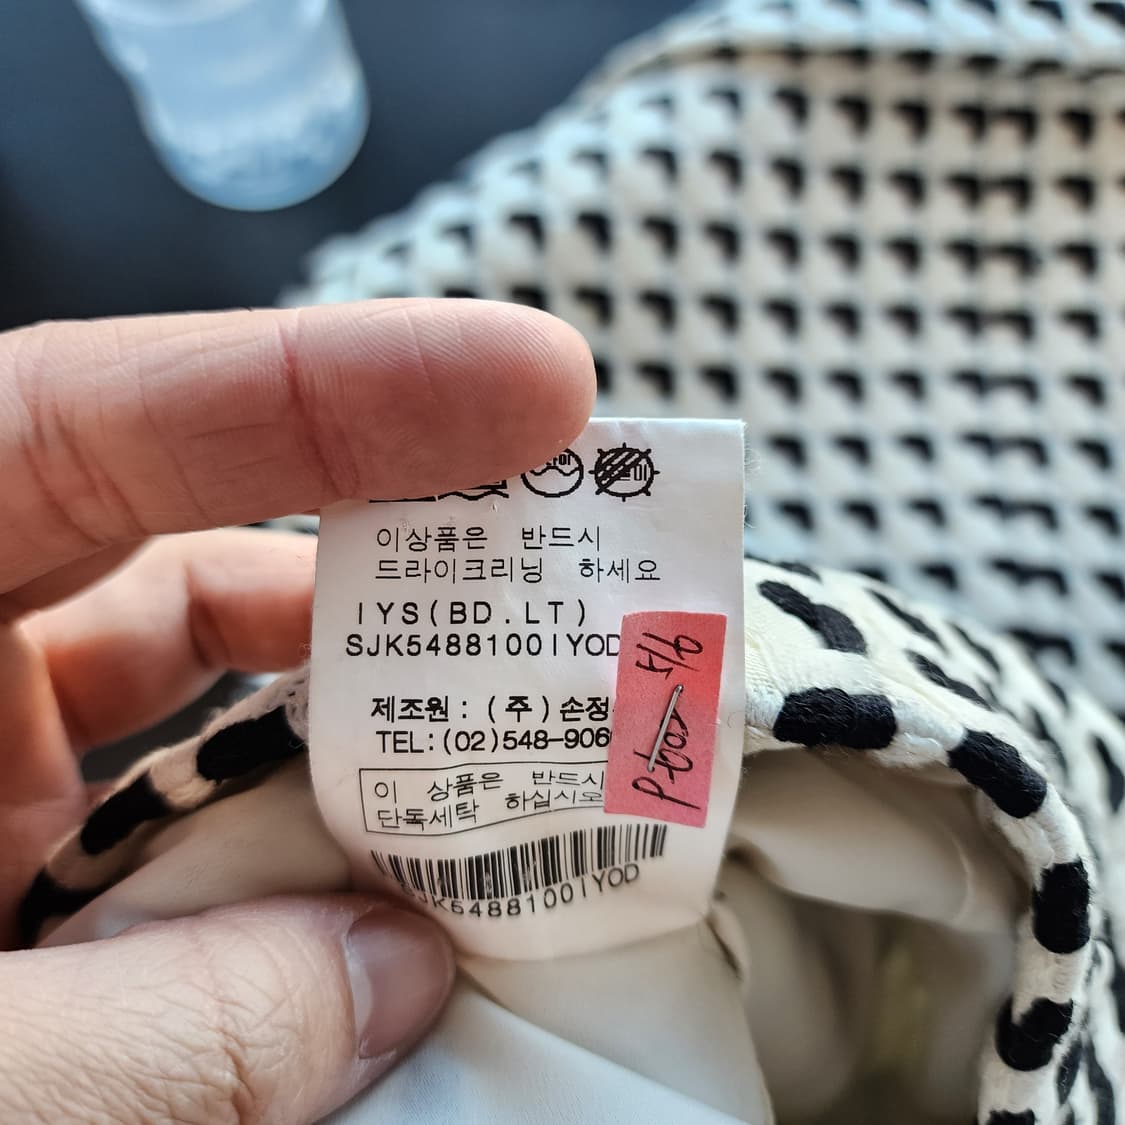 이상품은 반드시
드라이크리닝 하세요
IYS(BD.LT)
SJK5488100IYOD
제조원 : (주)손정
TEL:(02)548-906
이 상품은 반드시
단독세탁 하십시오
SJK5488100IYOD
5/6